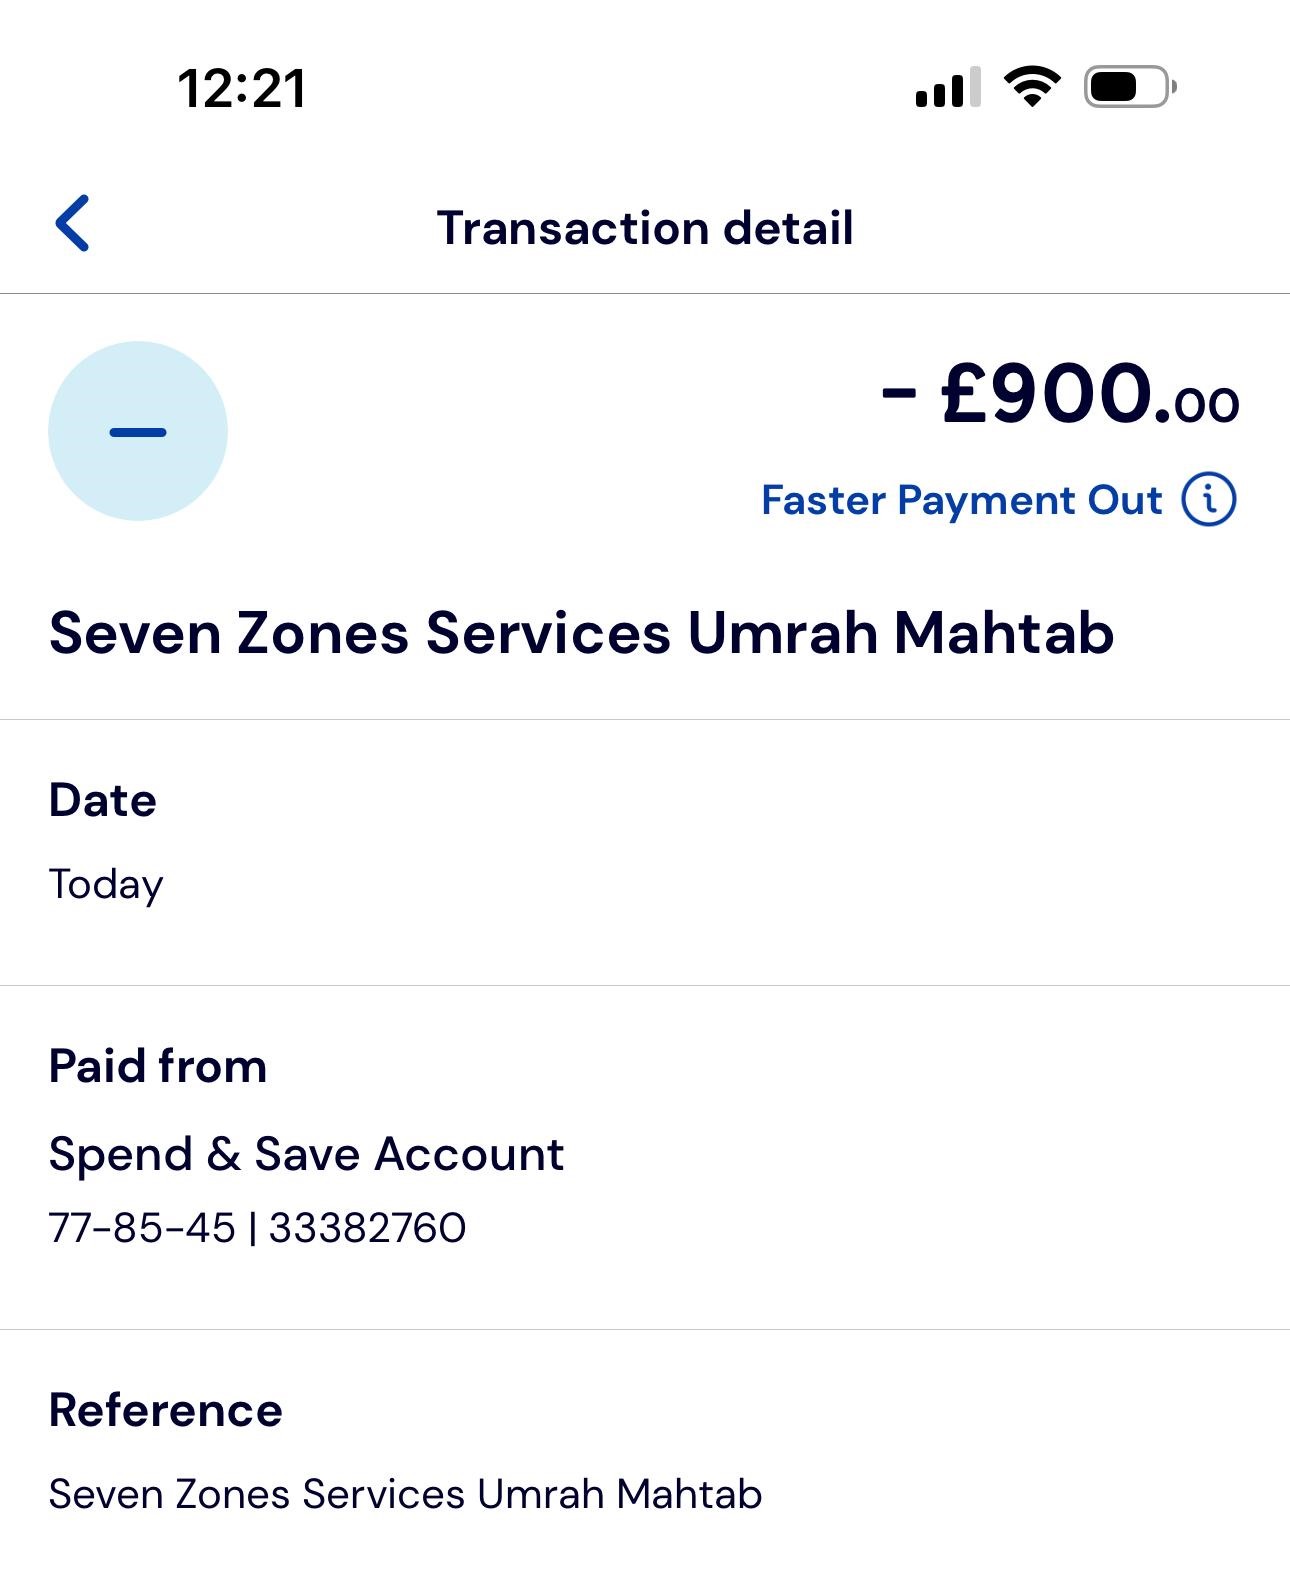 12:21
Transaction detail
- £900.00
Faster Payment Out
Seven Zones Services Umrah Mahtab
Date
Today
Paid from
Spend & Save Account
77-85-45 | 33382760
Reference
Seven Zones Services Umrah Mahtab